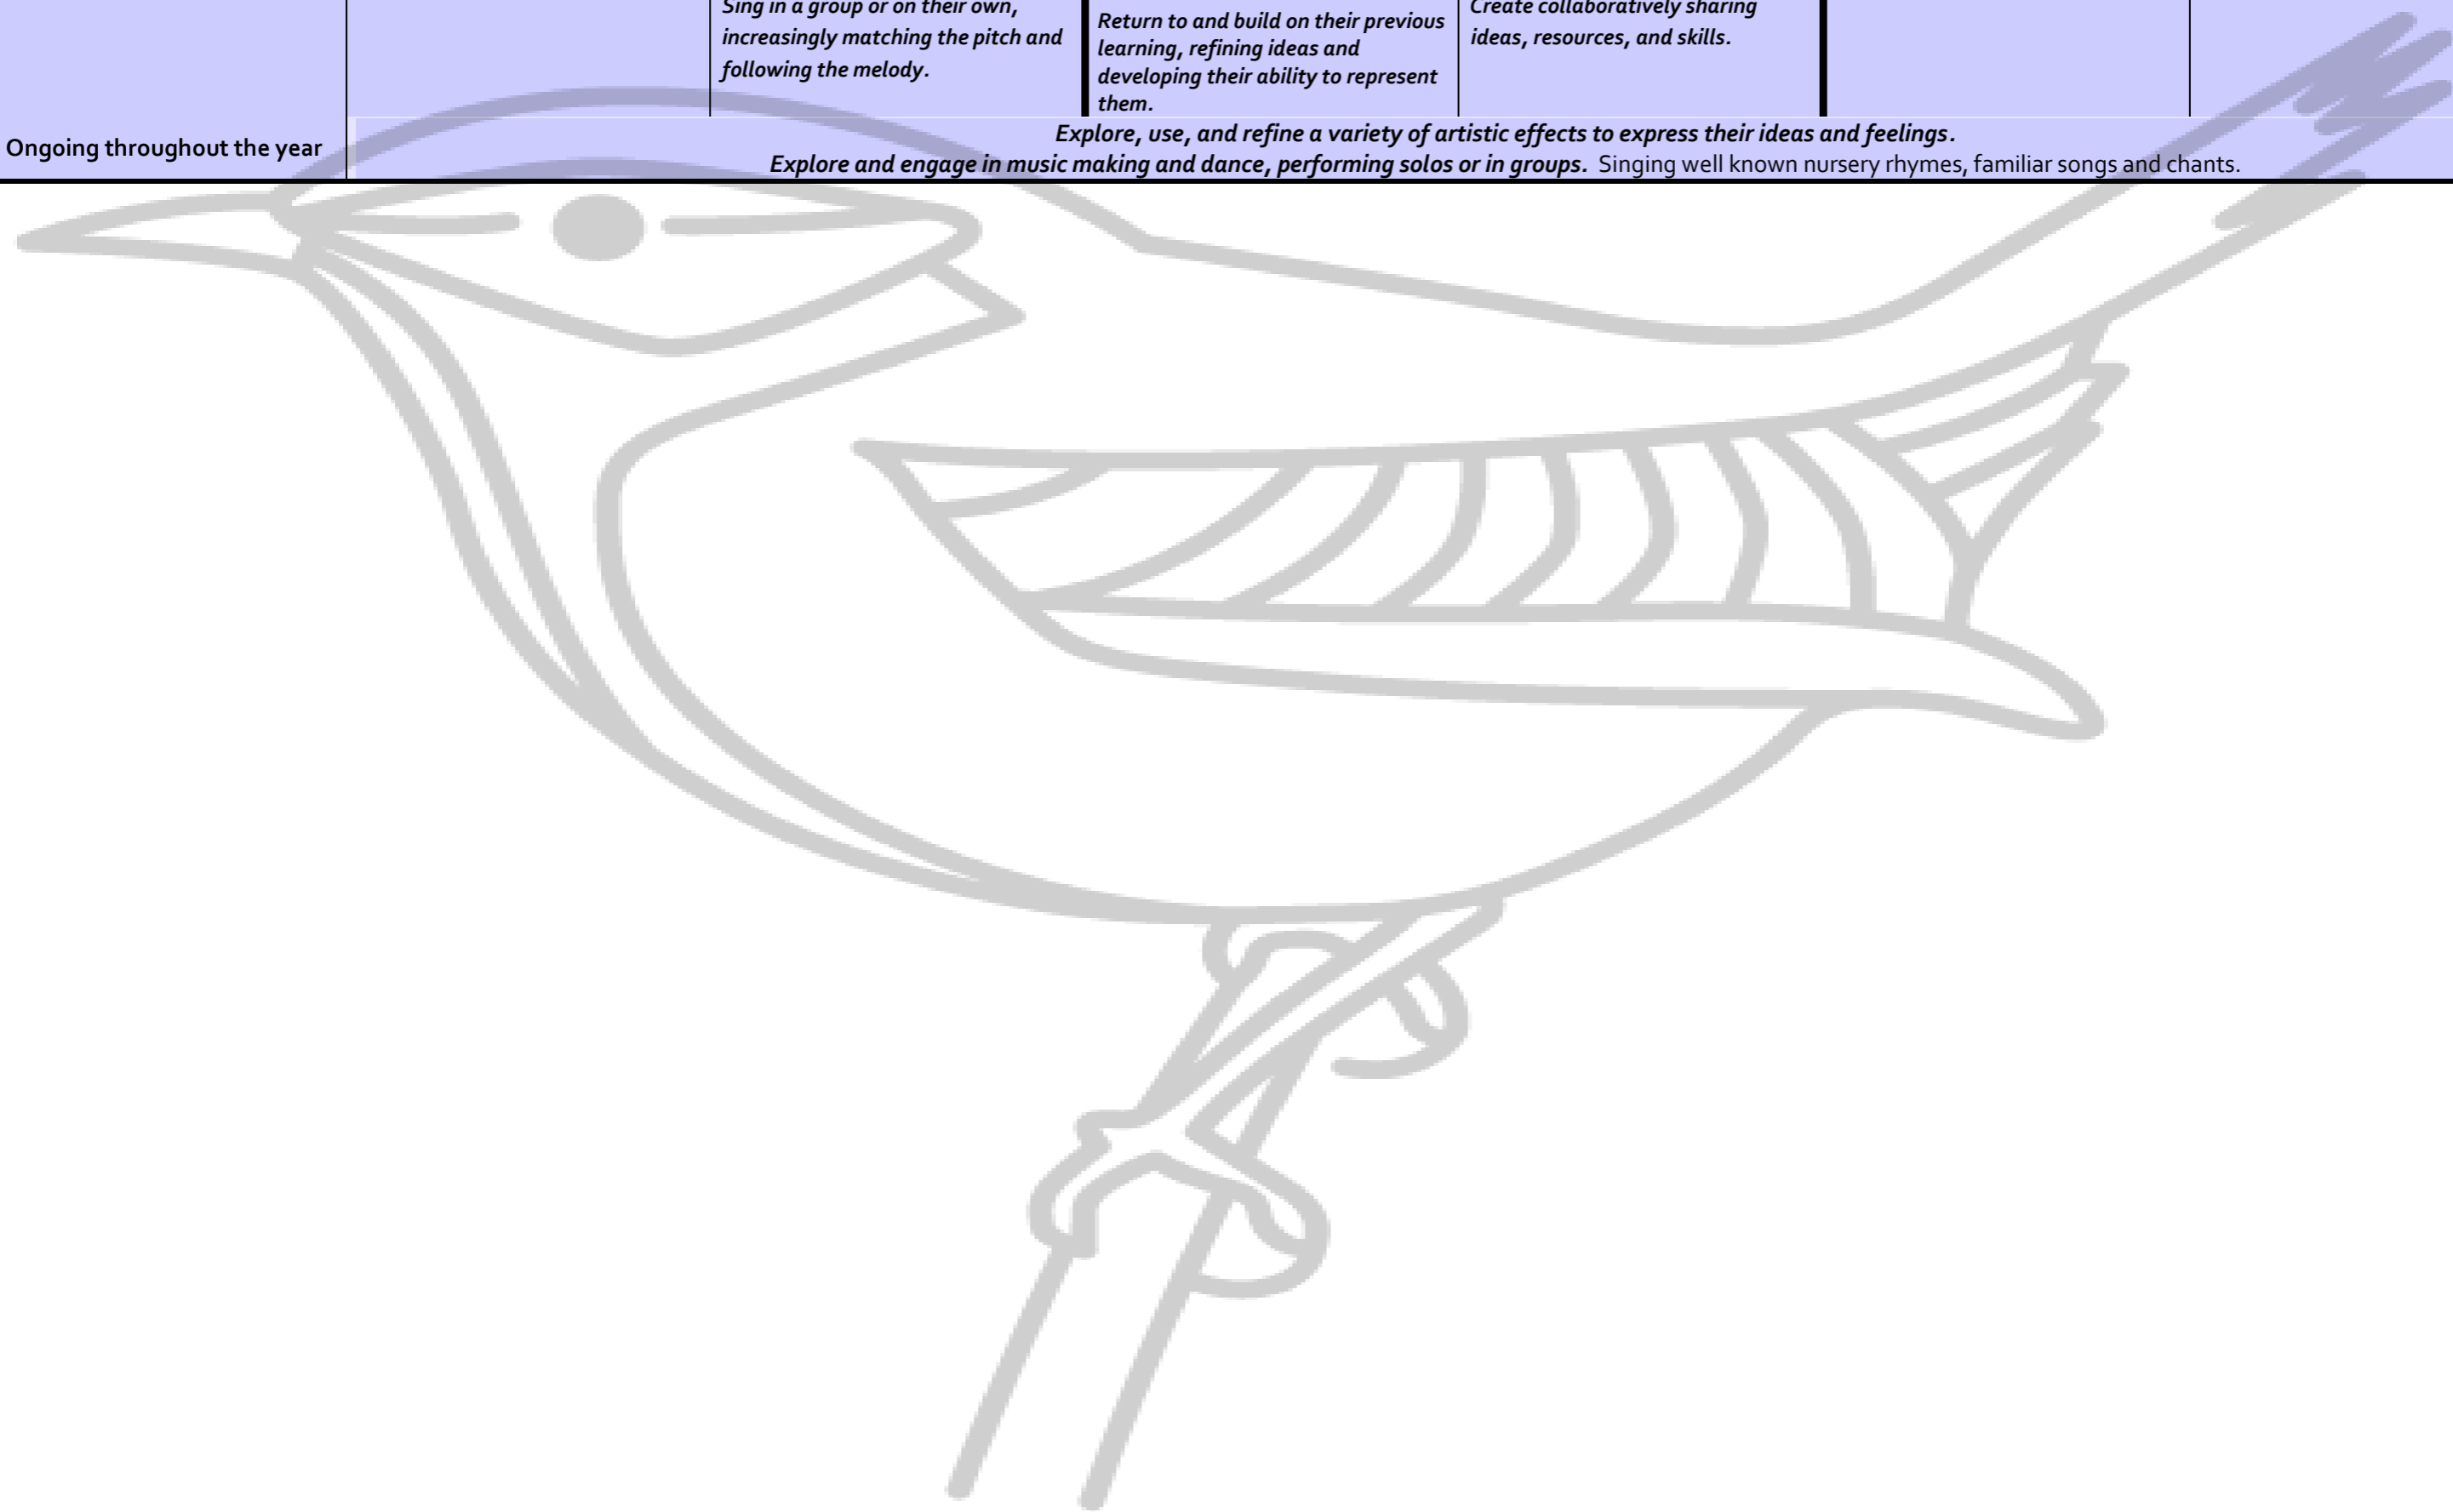 Sing in a group or on their own,
increasingly matching the pitch and
following the melody.
Return to and build on their previous
learning, refining ideas and
developing their ability to represent
them.
Create collaboratively sharing
ideas, resources, and skills.
Ongoing throughout the year
Explore, use, and refine a variety of artistic effects to express their ideas and feelings.
Explore and engage in music making and dance, performing solos or in groups. Singing well known nursery rhymes, familiar songs and chants.